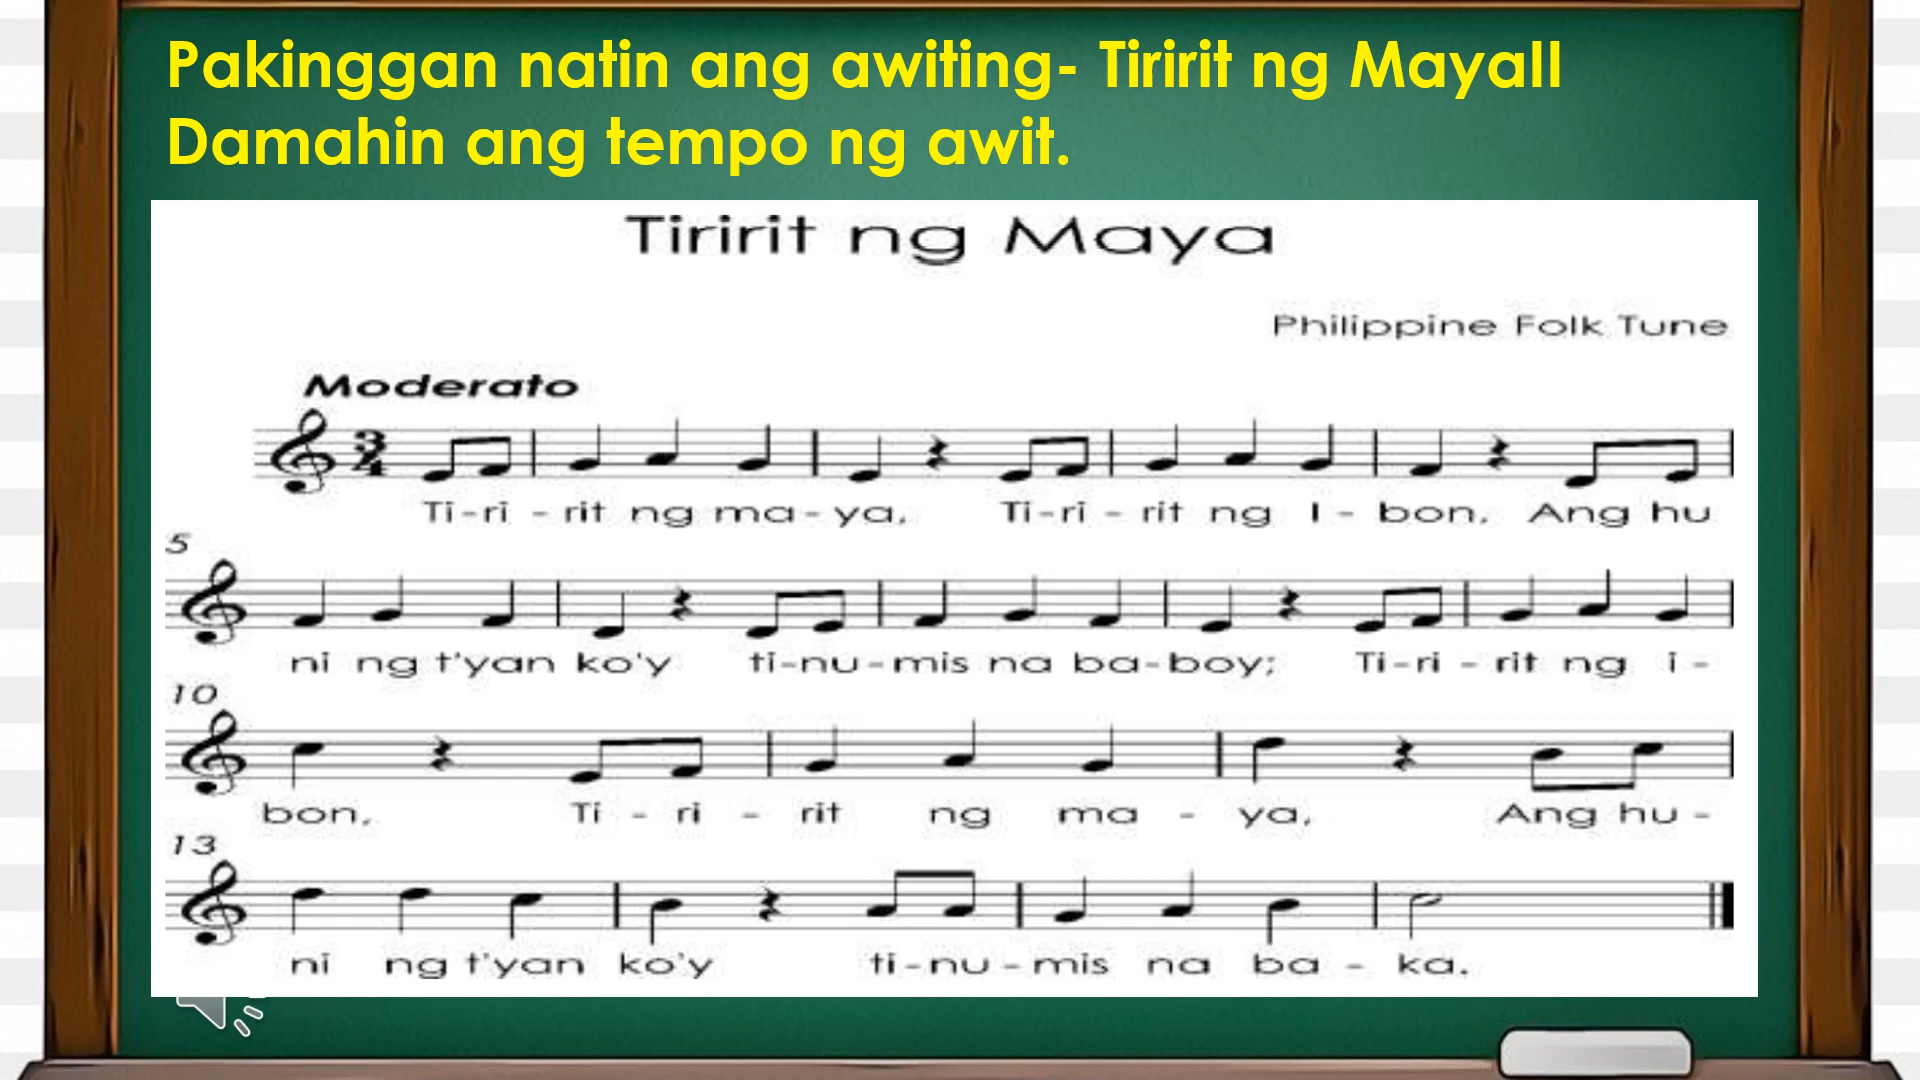 Pakinggan natin ang awiting- Tiririt ng Mayall
Damahin ang tempo ng awit.
Tiririt ng Maya
Philippine Folk Tune
Moderato
3
4
Ti-ri - rit ng ma - ya, Ti-ri - rit ng I - bon, Ang hu
5
ni ng t'yan ko'y ti-nu-mis na ba-boy; Ti-ri - rit ng i -
10
bon, Ti - ri - rit ng ma - ya, Ang hu -
13
ni ng t'yan ko'y ti-nu-mis na ba - ka.